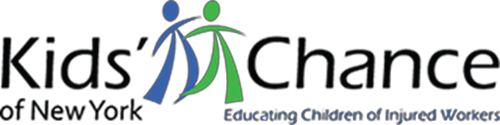 Kids' Chance
of New York
Educating Children of Injured Workers